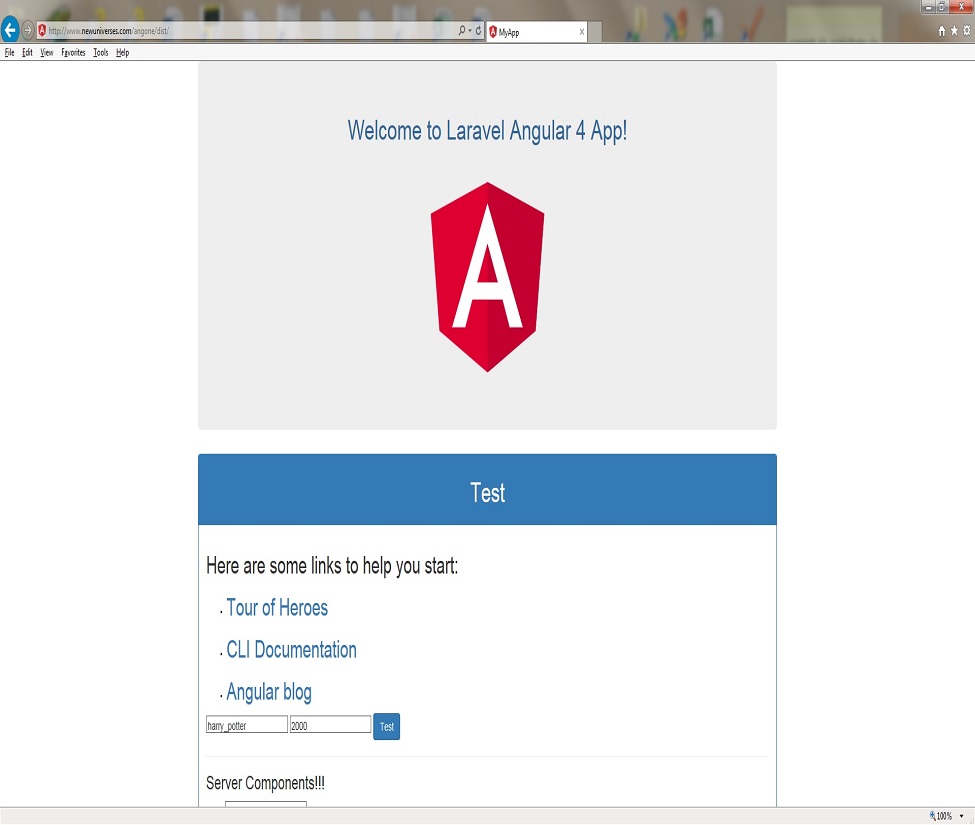 http://www.newuniverses.com/angone/dist/
MyApp
File Edit View Favorites Tools Help
Welcome to Laravel Angular 4 App!
A
Test
Here are some links to help you start:
Tour of Heroes
CLI Documentation
Angular blog
harry_potter 2000 Test
Server Components!!!
100%